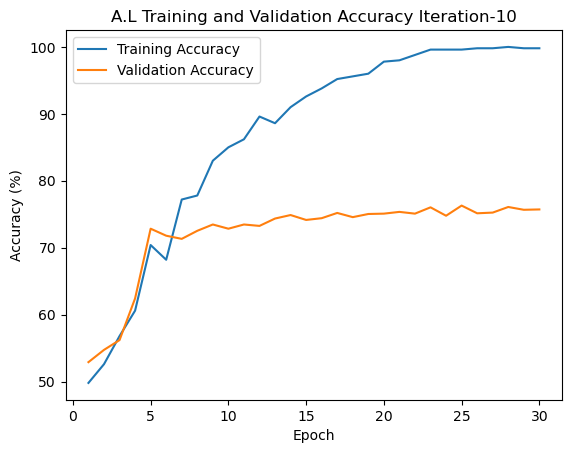 A.L Training and Validation Accuracy Iteration-10
Training Accuracy
Validation Accuracy
Accuracy (%)
100
90
80
70
60
50
0 5 10 15 20 25 30
Epoch